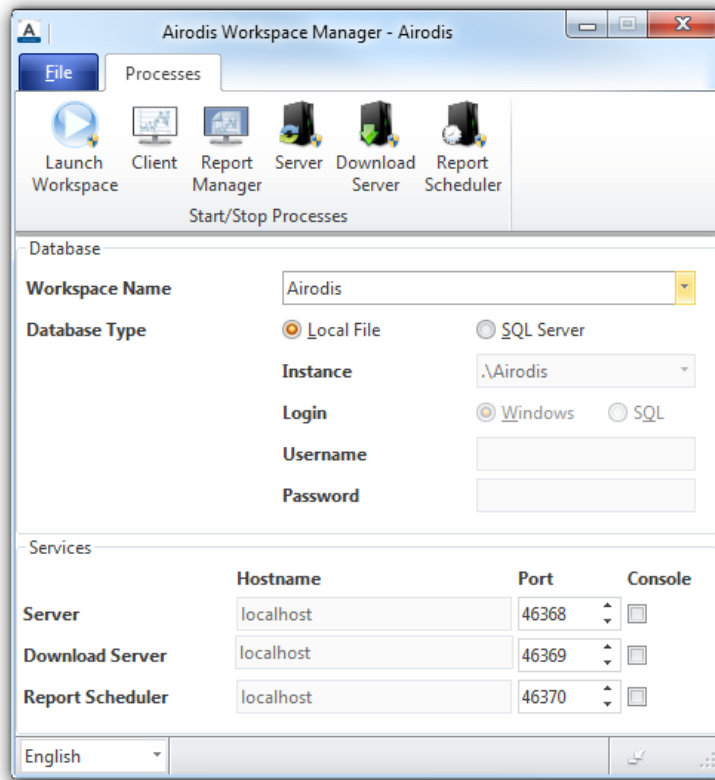 Airodis Workspace Manager - Airodis
File Processes
Launch Workspace
Client
Report Manager
Server
Download Server
Report Scheduler
Start/Stop Processes
Database
Workspace Name Airodis
Database Type Local File SQL Server
Instance .\Airodis
Login Windows SQL
Username
Password
Services
Hostname Port Console
Server localhost 46368
Download Server localhost 46369
Report Scheduler localhost 46370
English